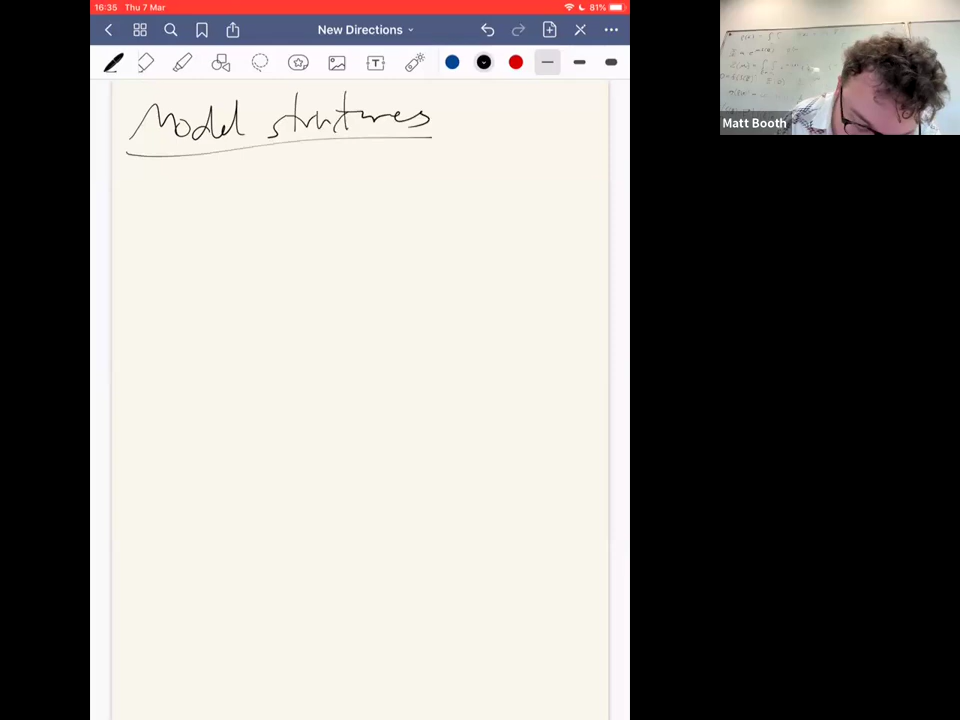 16:35 Thu 7 Mar 81%
New Directions
T
Model structures
Matt Booth